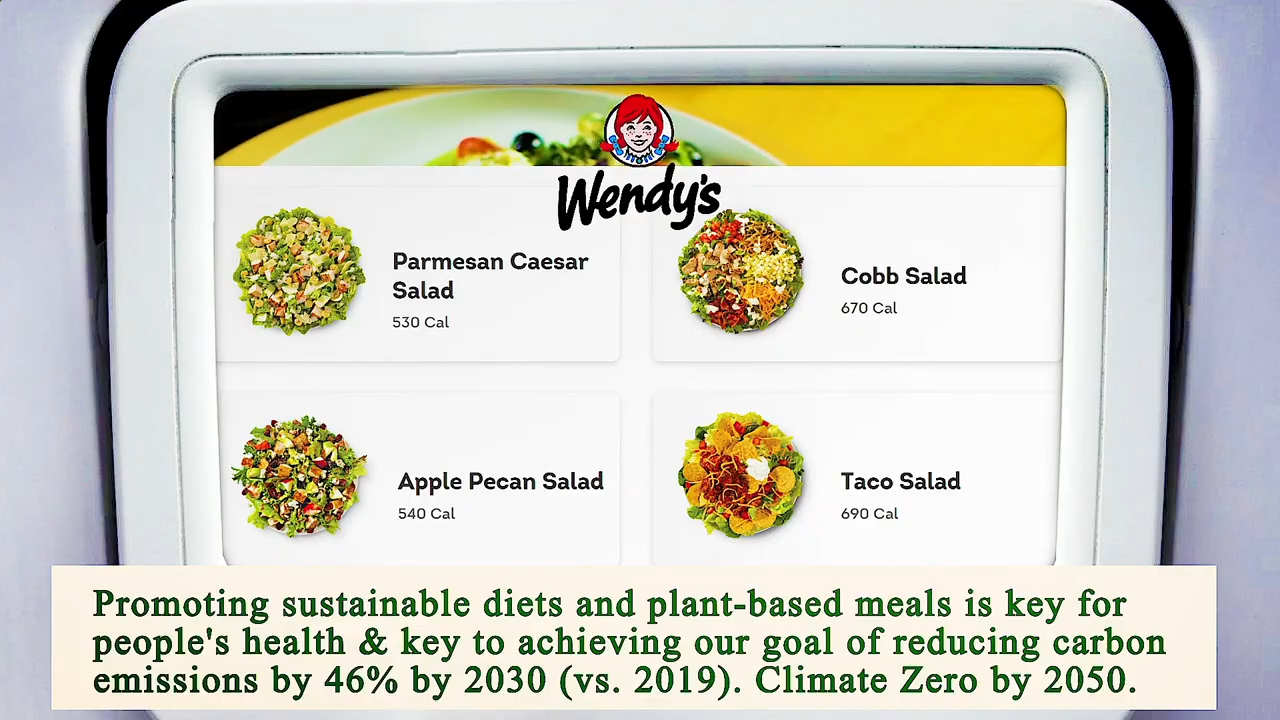 Wendy's
Parmesan Caesar
Salad
530 Cal
Cobb Salad
670 Cal
Apple Pecan Salad
540 Cal
Taco Salad
690 Cal
Promoting sustainable diets and plant-based meals is key for
people's health & key to achieving our goal of reducing carbon
emissions by 46% by 2030 (vs. 2019). Climate Zero by 2050.